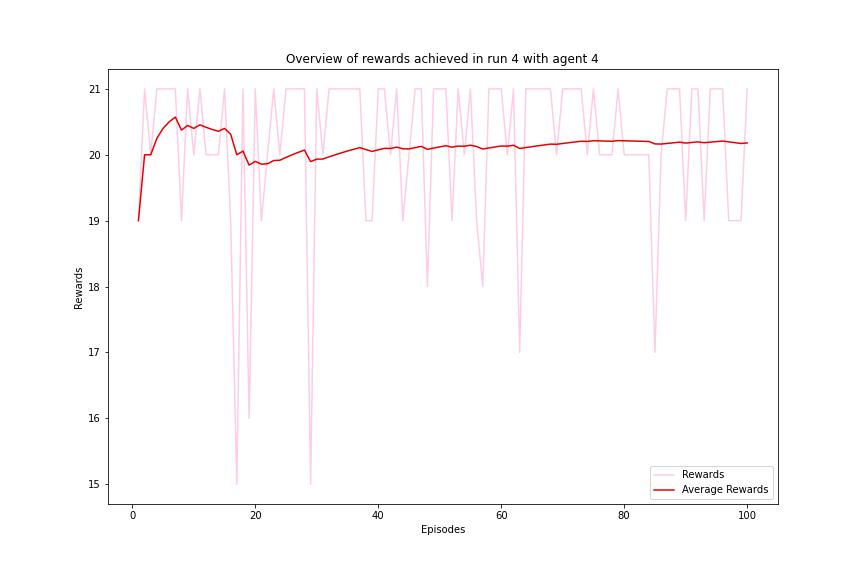 Overview of rewards achieved in run 4 with agent 4
21
20
19
18
17
16
15
Rewards
0 20 40 60 80 100
Episodes
Rewards
Average Rewards